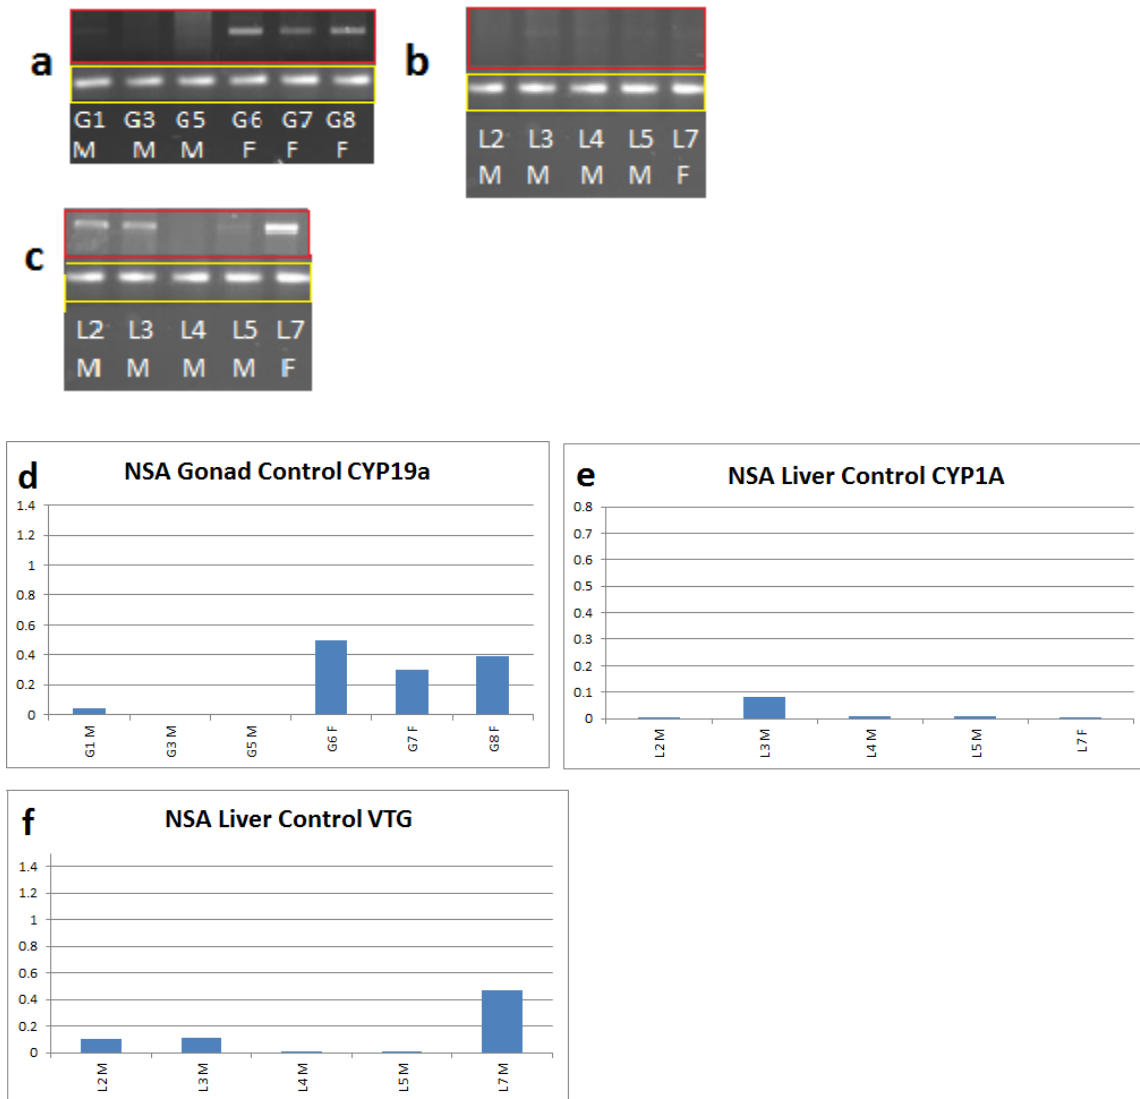 a
G1 G3 G5 G6 G7 G8
M M M F F F
b
L2 L3 L4 L5 L7
M M M M F
c
L2 L3 L4 L5 L7
M M M M F
d
NSA Gonad Control CYP19a
1.4
1.2
1
0.8
0.6
0.4
0.2
0
G1 M
G3 M
G5 M
G6 F
G7 F
G8 F
e
NSA Liver Control CYP1A
0.8
0.7
0.6
0.5
0.4
0.3
0.2
0.1
0
L2 M
L3 M
L4 M
L5 M
L7 F
f
NSA Liver Control VTG
1.4
1.2
1
0.8
0.6
0.4
0.2
0
L2 M
L3 M
L4 M
L5 M
L7 M